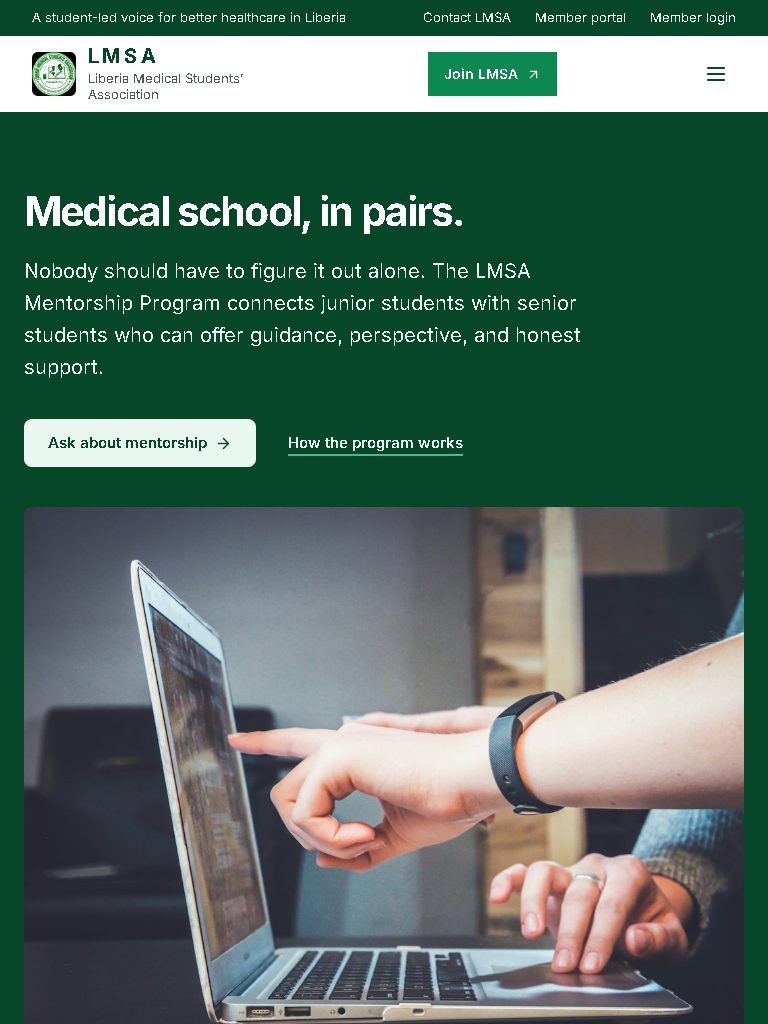 A student-led voice for better healthcare in Liberia
Contact LMSA
Member portal
Member login
LMSA
Liberia Medical Students'
Association
Join LMSA
Medical school, in pairs.
Nobody should have to figure it out alone. The LMSA
Mentorship Program connects junior students with senior
students who can offer guidance, perspective, and honest
support.
Ask about mentorship
How the program works